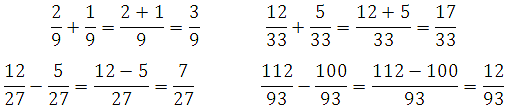 2/9 + 1/9 = (2 + 1)/9 = 3/9    12/33 + 5/33 = (12 + 5)/33 = 17/33
12/27 − 5/27 = (12 − 5)/27 = 7/27    112/93 − 100/93 = (112 − 100)/93 = 12/93